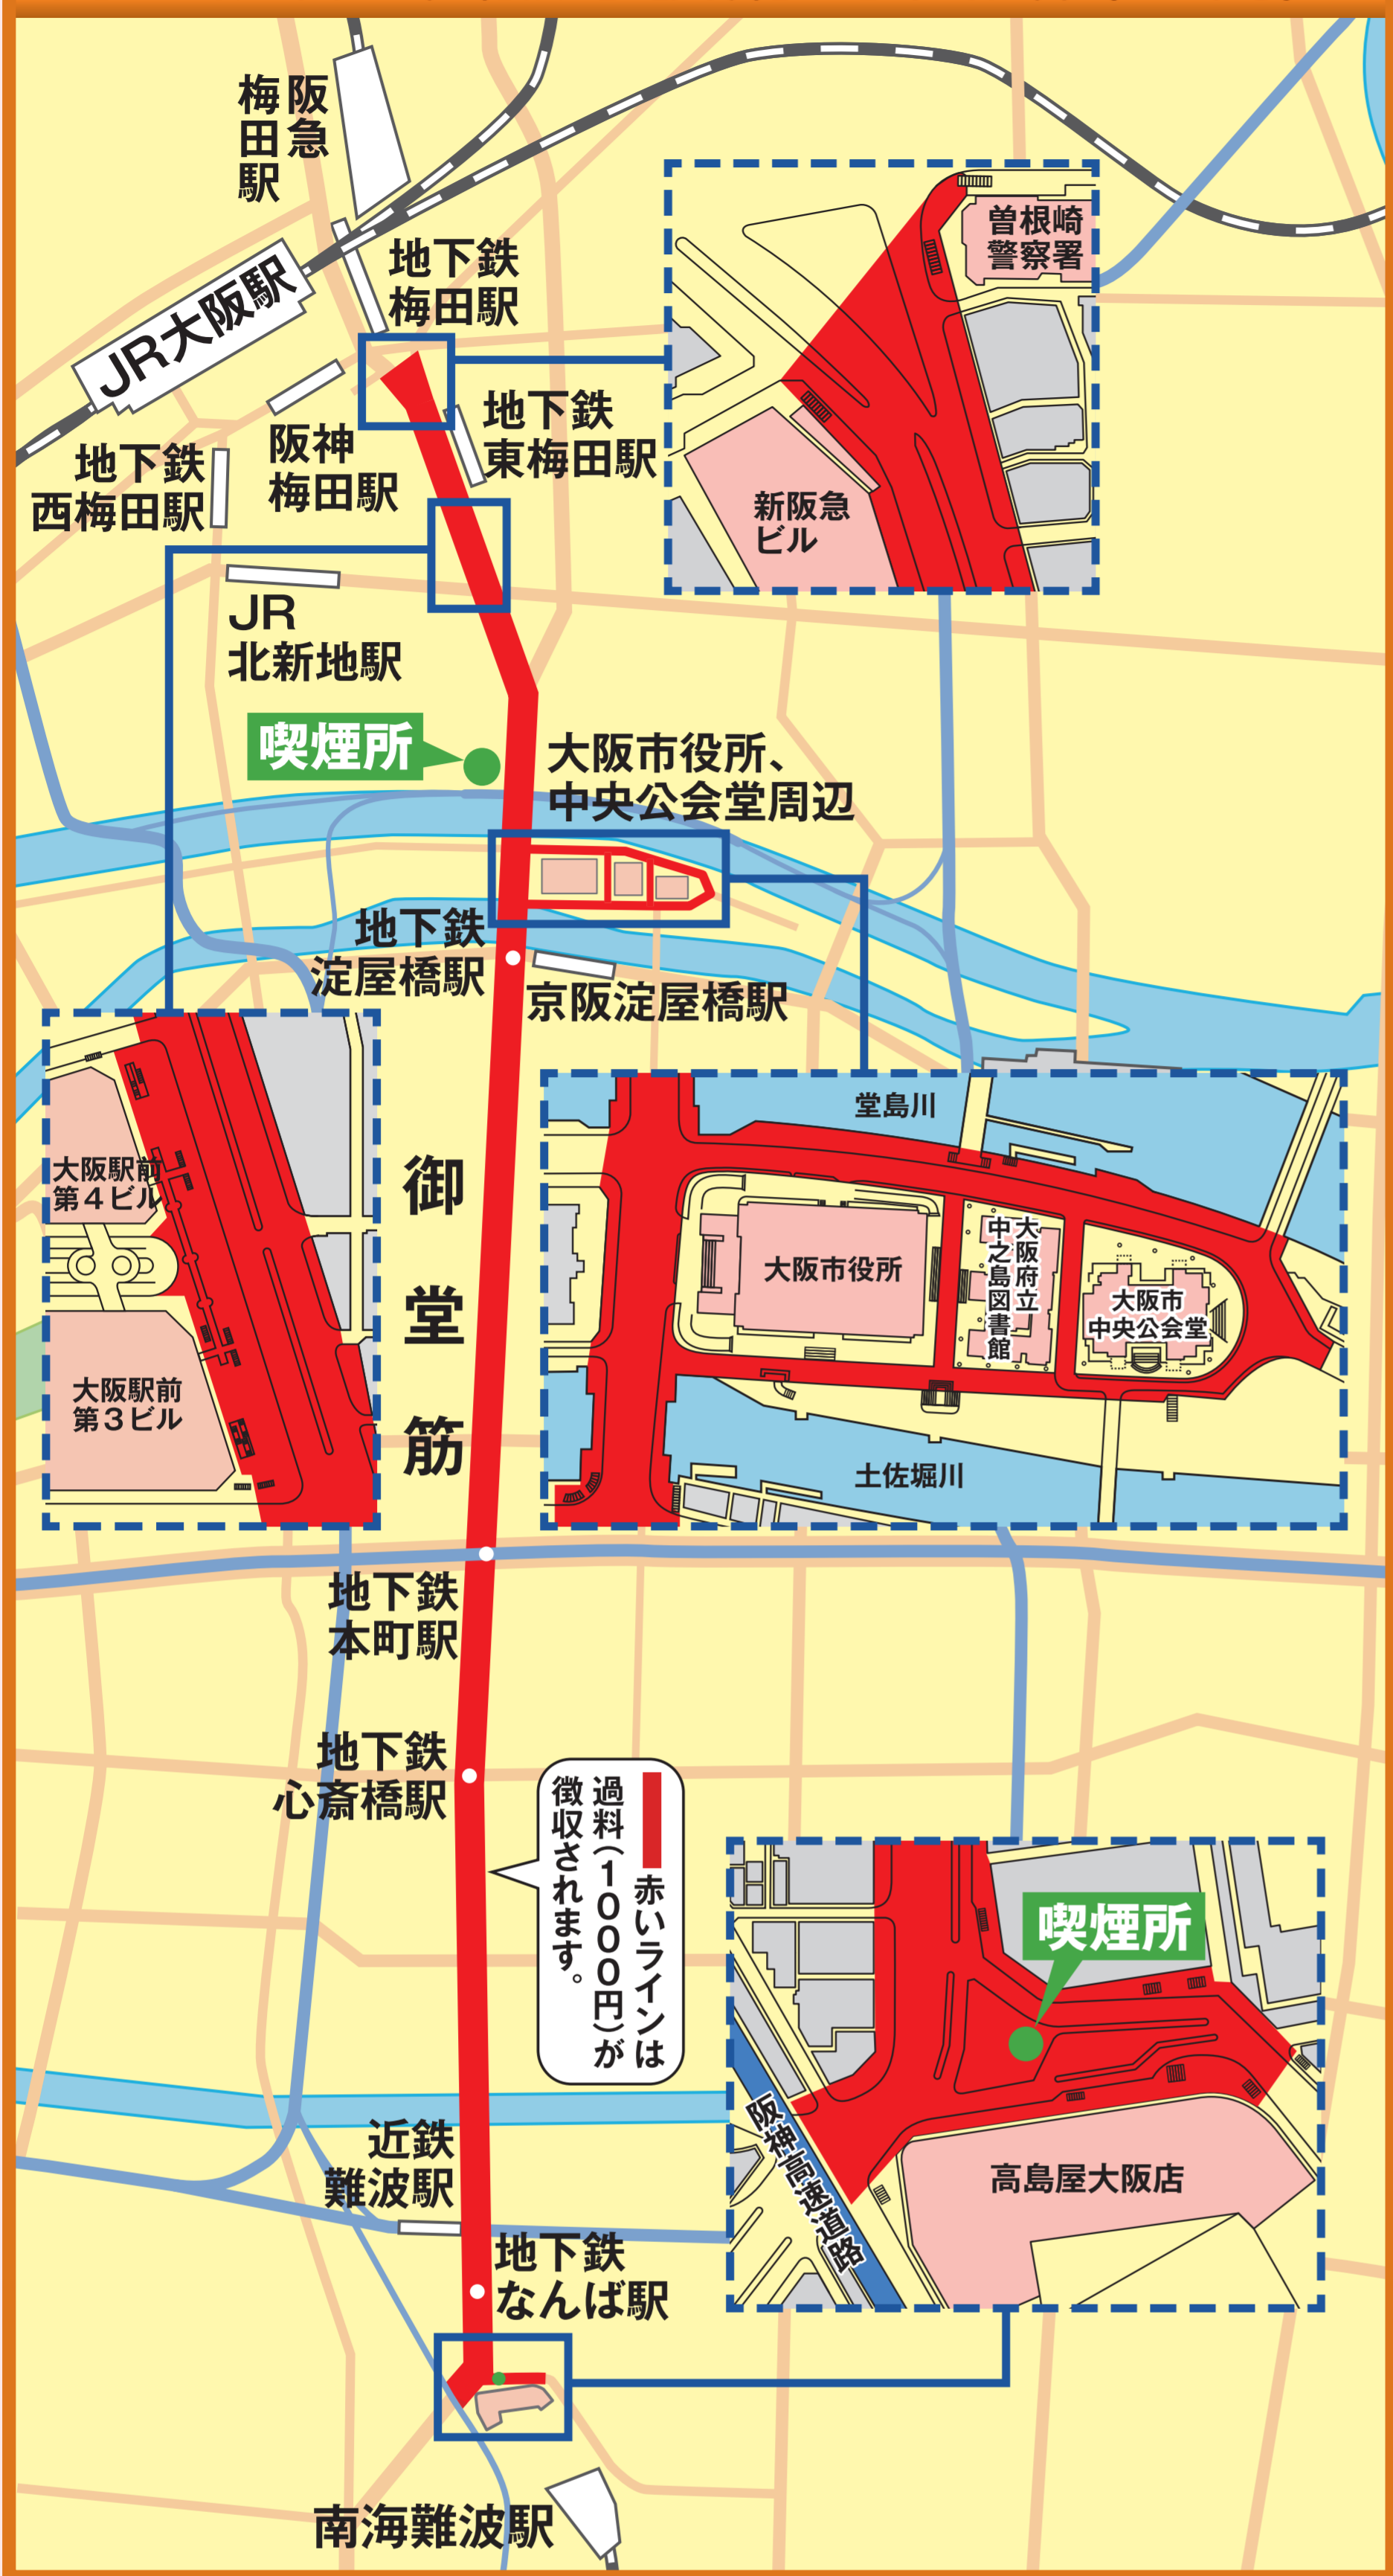 阪急
梅田駅
地下鉄
梅田駅
JR大阪駅
曽根崎
警察署
地下鉄
東梅田駅
阪神
梅田駅
地下鉄
西梅田駅
新阪急
ビル
JR
北新地駅
喫煙所
大阪市役所、
中央公会堂周辺
地下鉄
淀屋橋駅
京阪淀屋橋駅
大阪駅前
第4ビル
大阪駅前
第3ビル
御堂筋
堂島川
大阪市役所
大阪府立
中之島図書館
大阪市
中央公会堂
土佐堀川
地下鉄
本町駅
地下鉄
心斎橋駅
赤いラインは
過料(1000円)が
徴収されます。
喫煙所
阪神高速道路
高島屋大阪店
近鉄
難波駅
地下鉄
なんば駅
南海難波駅